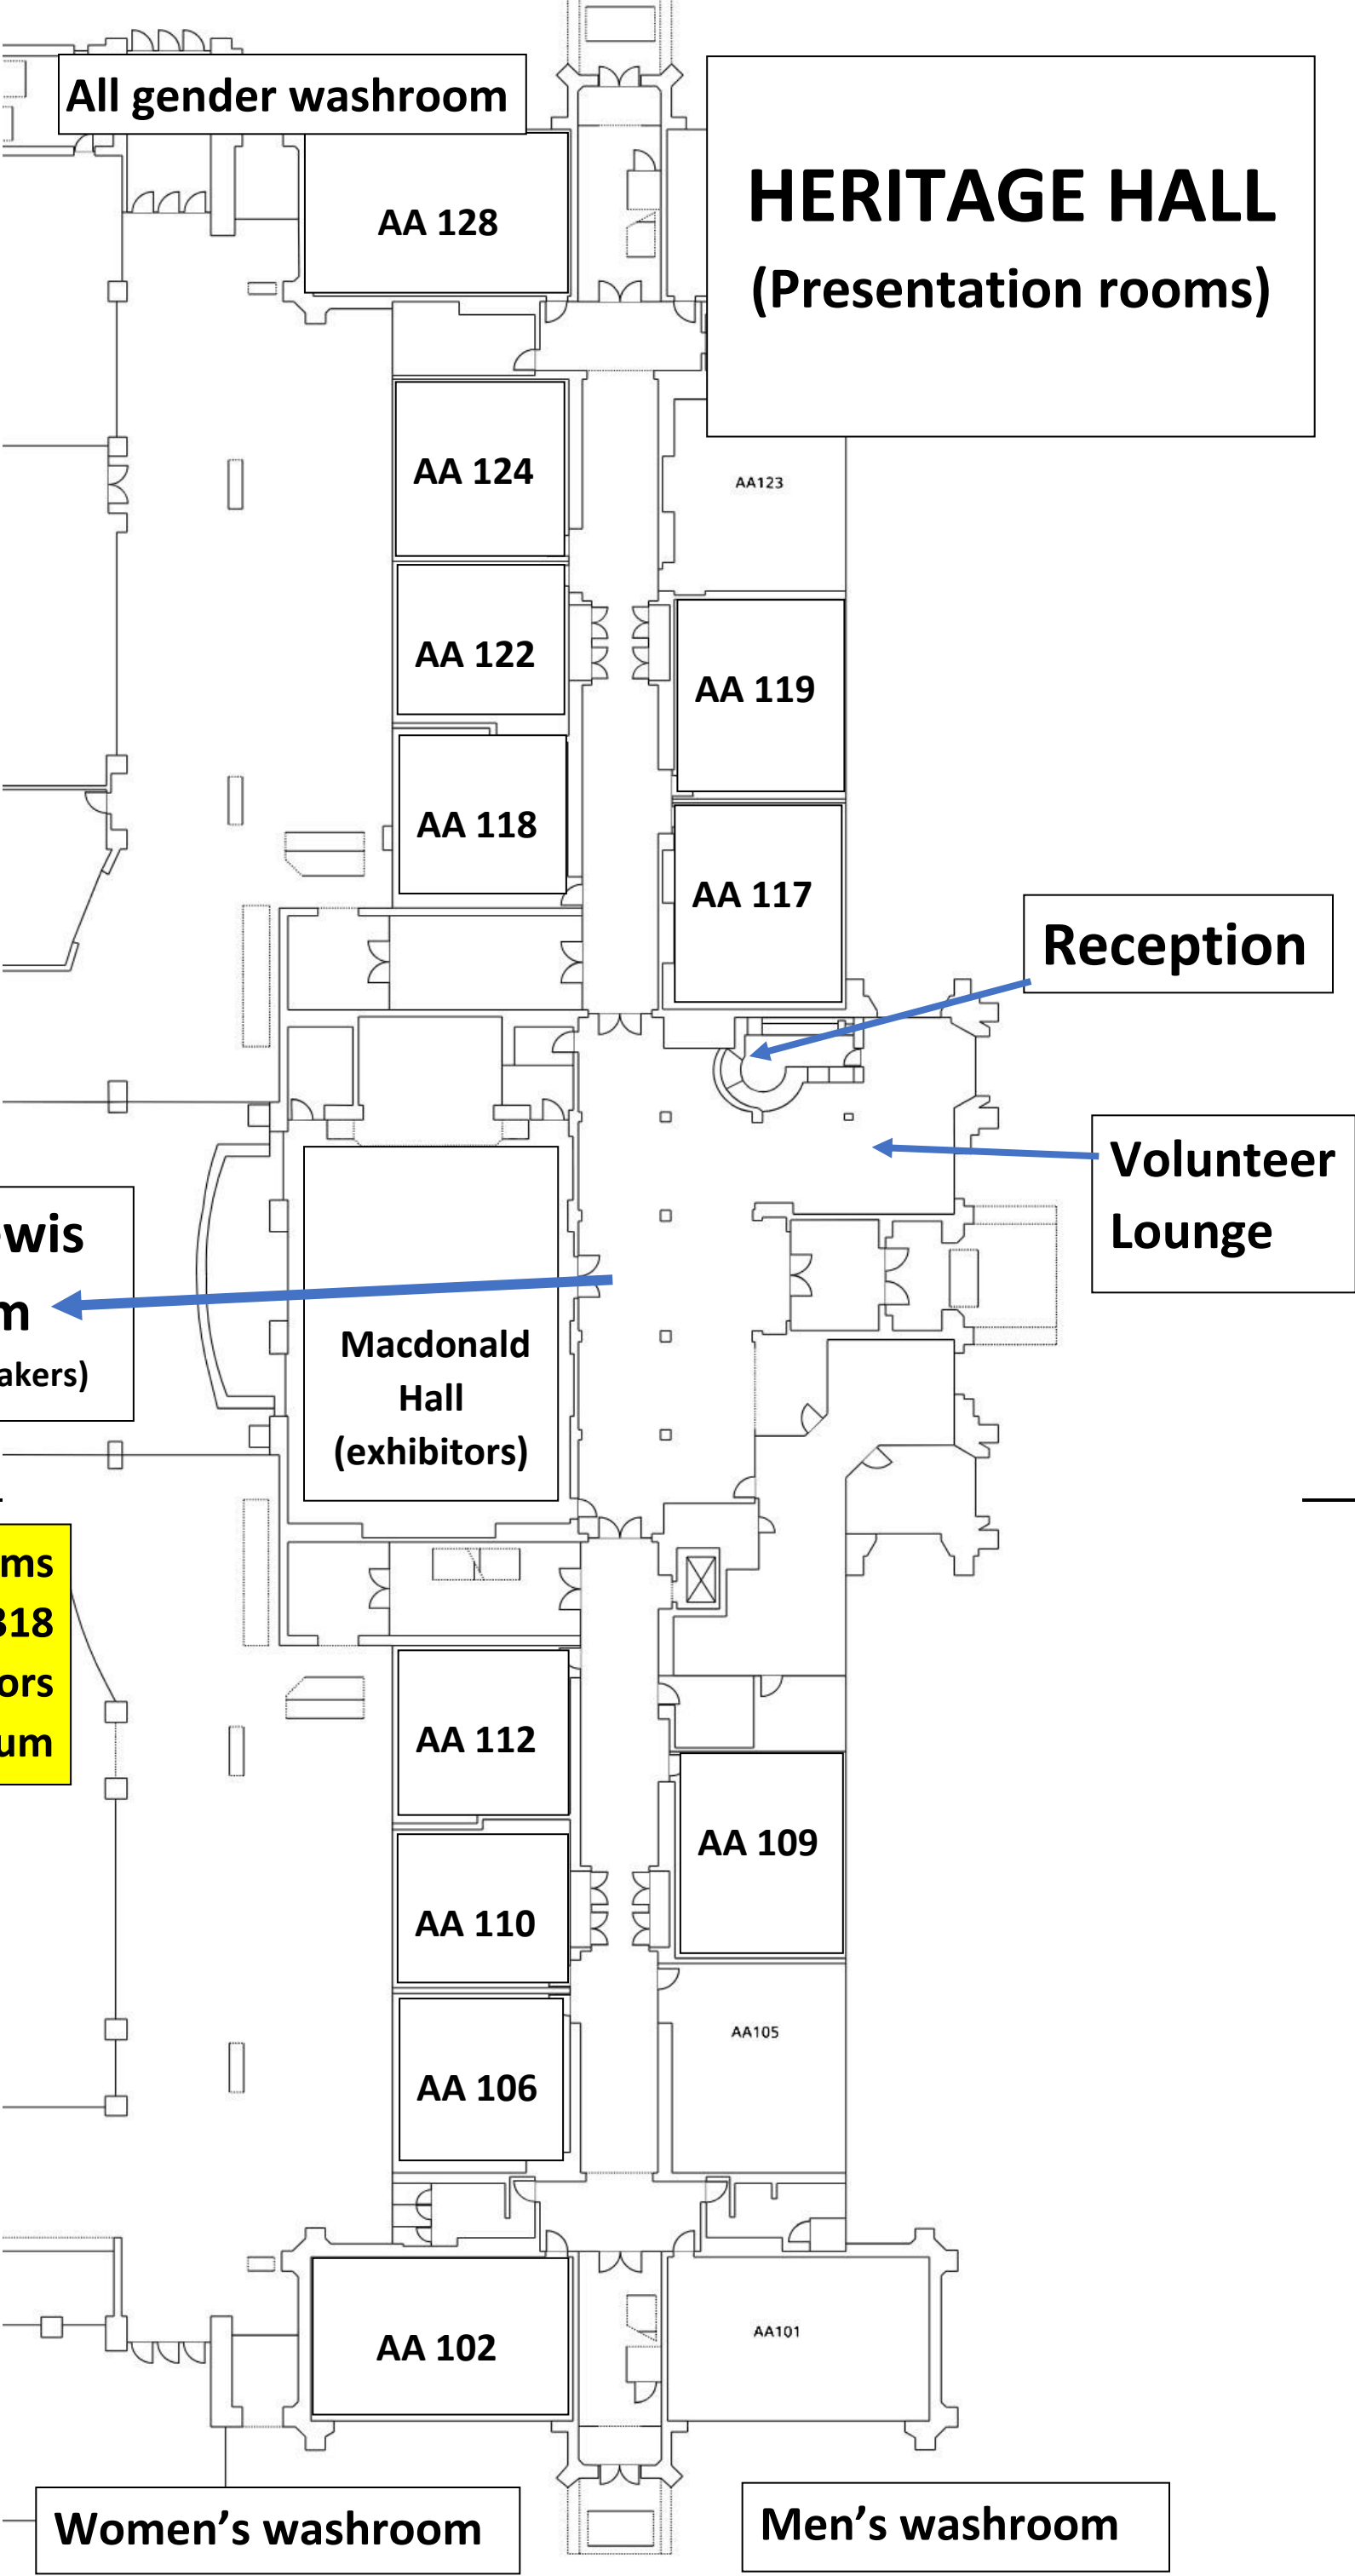 All gender washroom
HERITAGE HALL
(Presentation rooms)
AA 128
AA 124
AA123
AA 122
AA 119
AA 118
AA 117
Reception
Volunteer
Lounge
ewis
m
akers)
Macdonald
Hall
(exhibitors)
ms
318
ors
um
AA 112
AA 109
AA 110
AA105
AA 106
AA 102
AA101
Women’s washroom
Men’s washroom